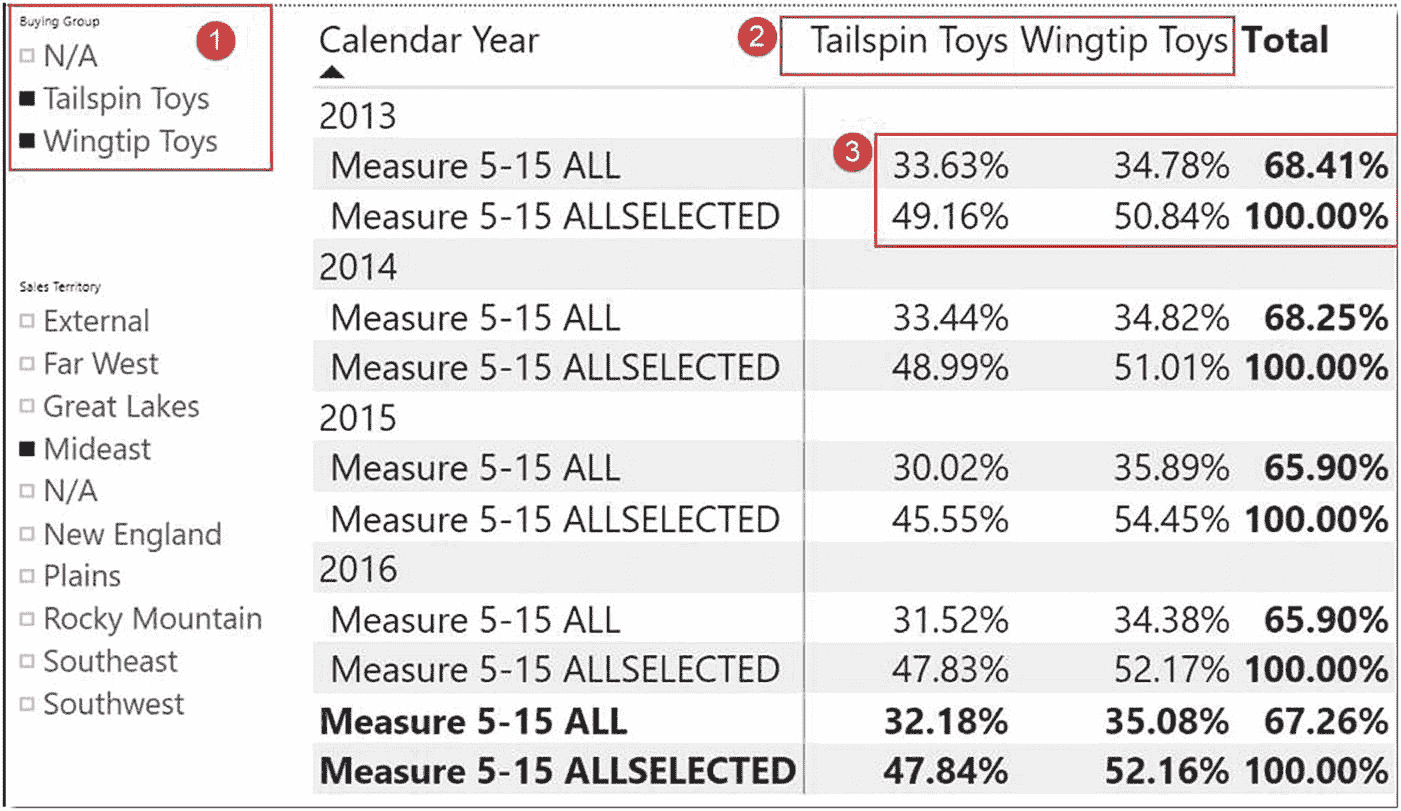 Buying Group
1
N/A
Tailspin Toys
Wingtip Toys
Sales Territory
External
Far West
Great Lakes
Mideast
N/A
New England
Plains
Rocky Mountain
Southeast
Southwest
Calendar Year 2 Tailspin Toys Wingtip Toys Total
2013
Measure 5-15 ALL 3 33.63% 34.78% 68.41%
Measure 5-15 ALLSELECTED 49.16% 50.84% 100.00%
2014
Measure 5-15 ALL 33.44% 34.82% 68.25%
Measure 5-15 ALLSELECTED 48.99% 51.01% 100.00%
2015
Measure 5-15 ALL 30.02% 35.89% 65.90%
Measure 5-15 ALLSELECTED 45.55% 54.45% 100.00%
2016
Measure 5-15 ALL 31.52% 34.38% 65.90%
Measure 5-15 ALLSELECTED 47.83% 52.17% 100.00%
Measure 5-15 ALL 32.18% 35.08% 67.26%
Measure 5-15 ALLSELECTED 47.84% 52.16% 100.00%